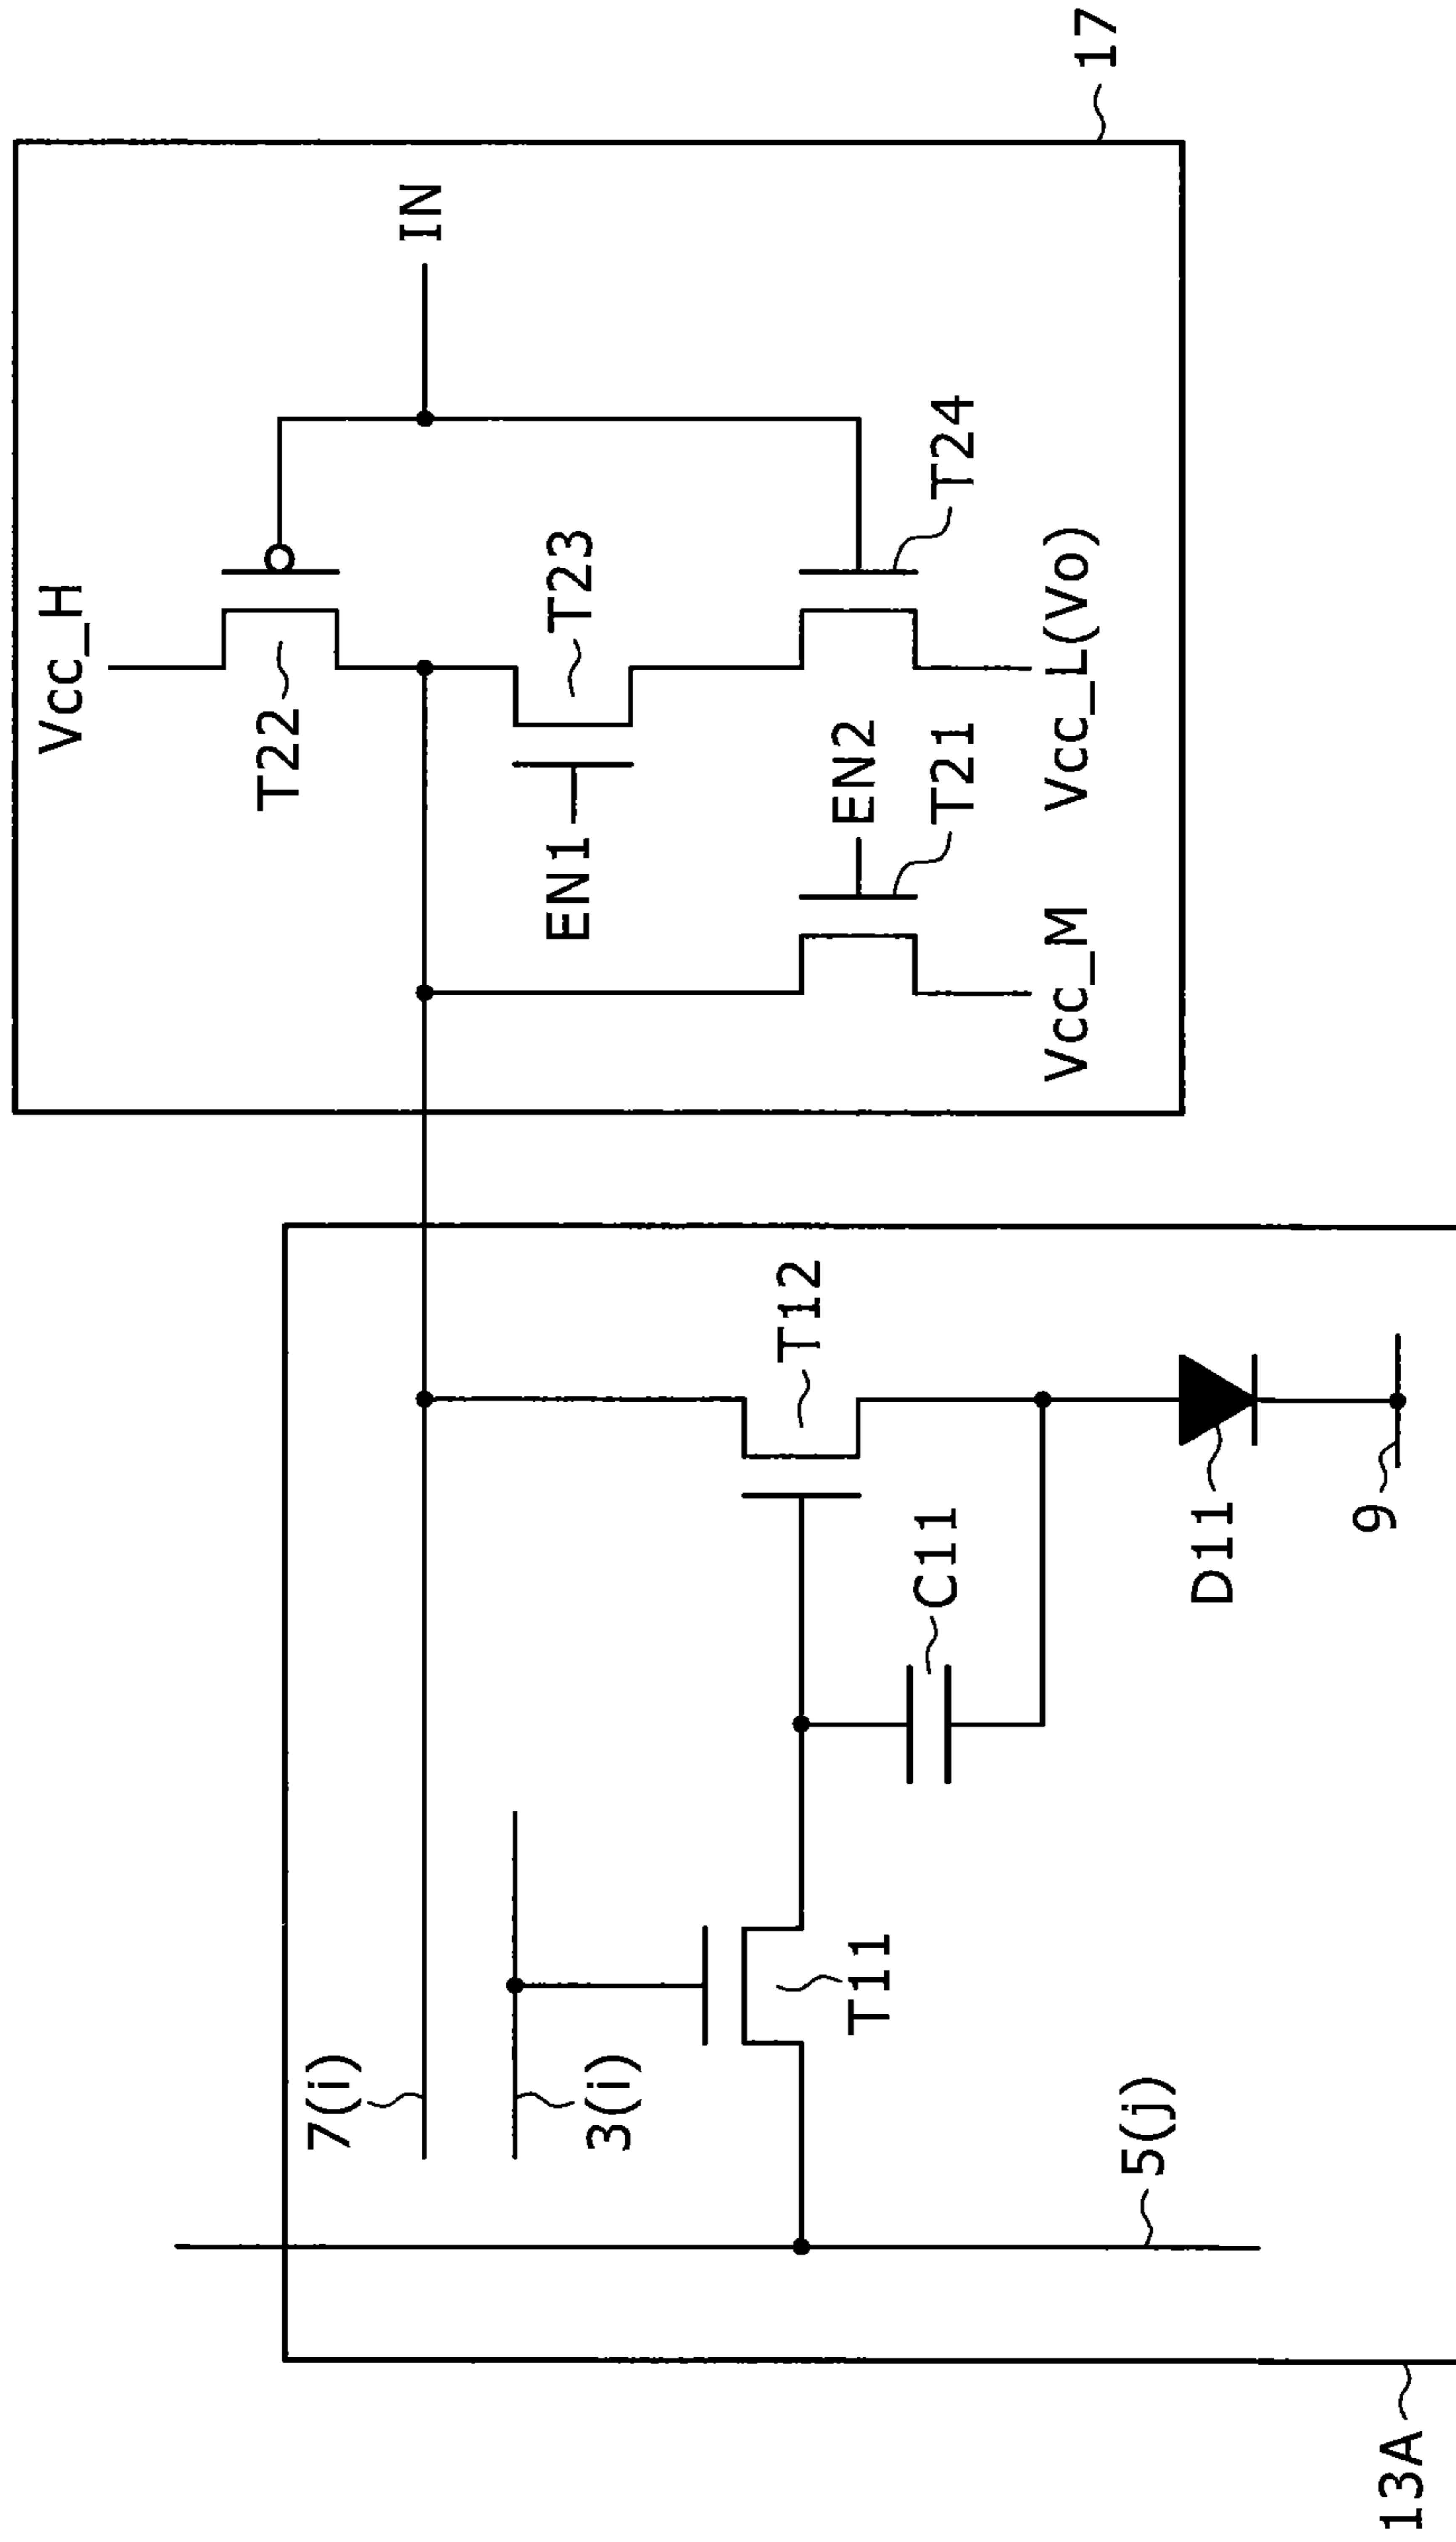 17
Vcc_H
IN
T22
T23
EN1
T24
EN2
T21
Vcc_M
Vcc_L(Vo)
7(i)
3(i)
T12
C11
T11
D11
5(j)
9
13A